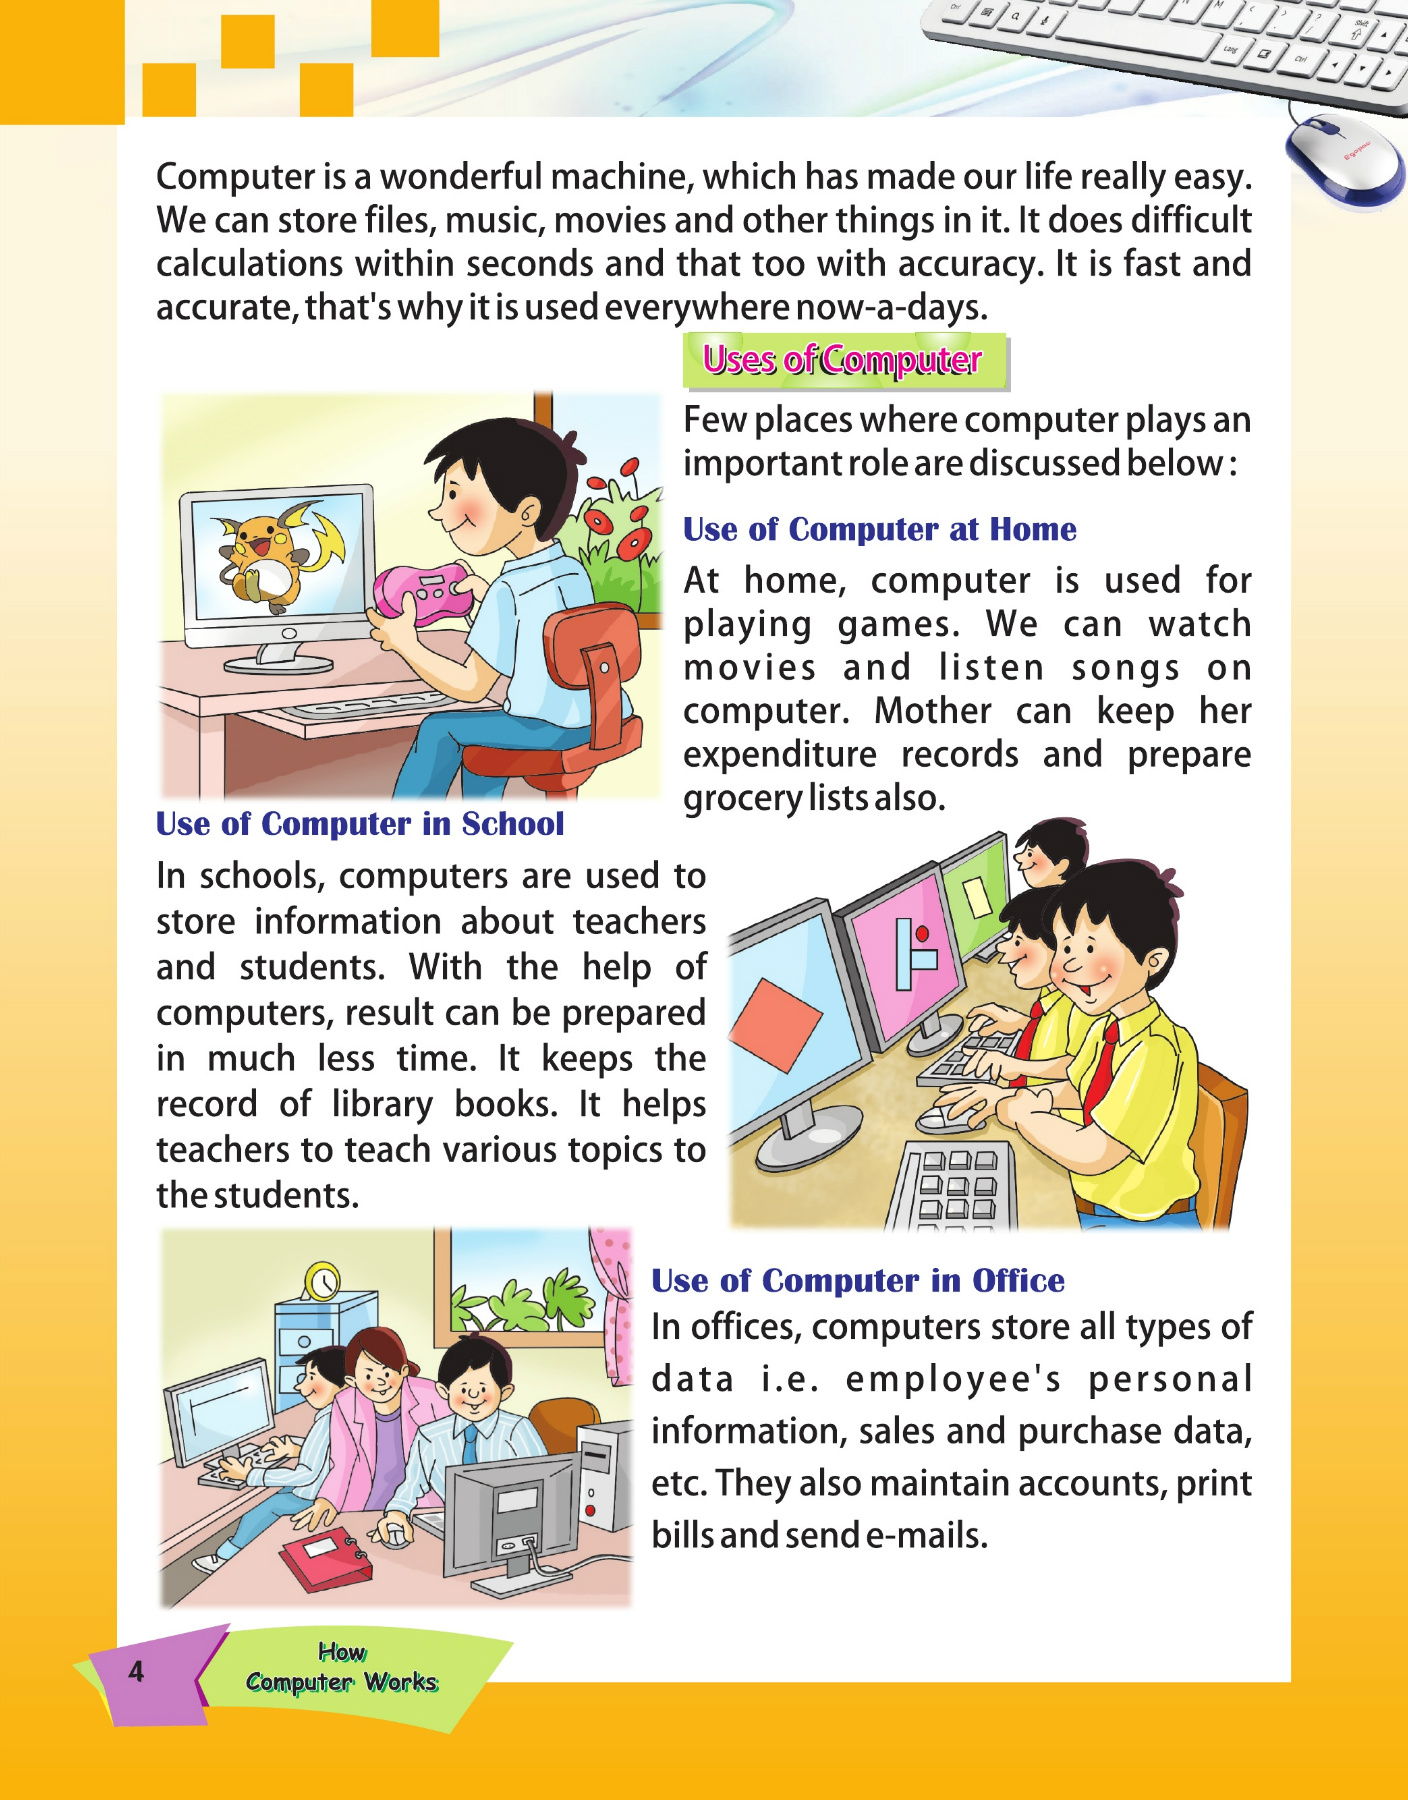 Computer is a wonderful machine, which has made our life really easy.
We can store files, music, movies and other things in it. It does difficult
calculations within seconds and that too with accuracy. It is fast and
accurate, that's why it is used everywhere now-a-days.
Uses of Computer
Few places where computer plays an
important role are discussed below :
Use of Computer at Home
At home, computer is used for
playing games. We can watch
movies and listen songs on
computer. Mother can keep her
expenditure records and prepare
grocery lists also.
Use of Computer in School
In schools, computers are used to
store information about teachers
and students. With the help of
computers, result can be prepared
in much less time. It keeps the
record of library books. It helps
teachers to teach various topics to
the students.
Use of Computer in Office
In offices, computers store all types of
data i.e. employee's personal
information, sales and purchase data,
etc. They also maintain accounts, print
bills and send e-mails.
4
How
Computer Works